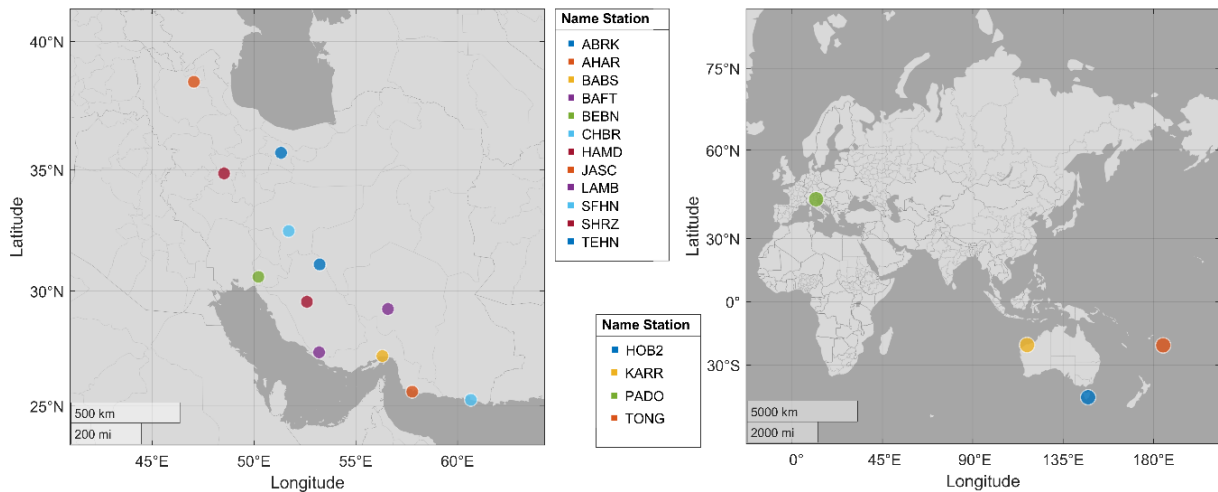 40°N
35°N
30°N
25°N
Latitude
500 km
200 mi
45°E
50°E
55°E
60°E
Longitude
Name Station
ABRK
AHAR
BABS
BAFT
BEBN
CHBR
HAMD
JASC
LAMB
SFHN
SHRZ
TEHN
Name Station
HOB2
KARR
PADO
TONG
75°N
60°N
30°N
0°
30°S
Latitude
5000 km
2000 mi
0°
45°E
90°E
135°E
180°E
Longitude